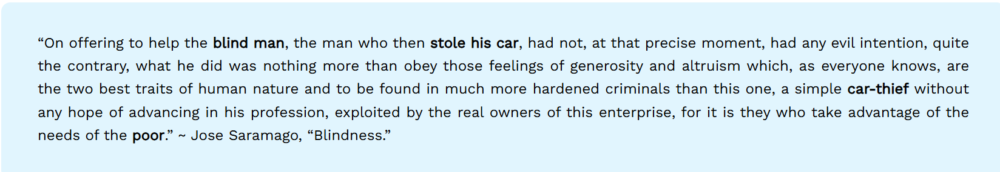 “On offering to help the blind man, the man who then stole his car, had not, at that precise moment, had any evil intention, quite
the contrary, what he did was nothing more than obey those feelings of generosity and altruism which, as everyone knows, are
the two best traits of human nature and to be found in much more hardened criminals than this one, a simple car-thief without
any hope of advancing in his profession, exploited by the real owners of this enterprise, for it is they who take advantage of the
needs of the poor.” ~ Jose Saramago, “Blindness.”